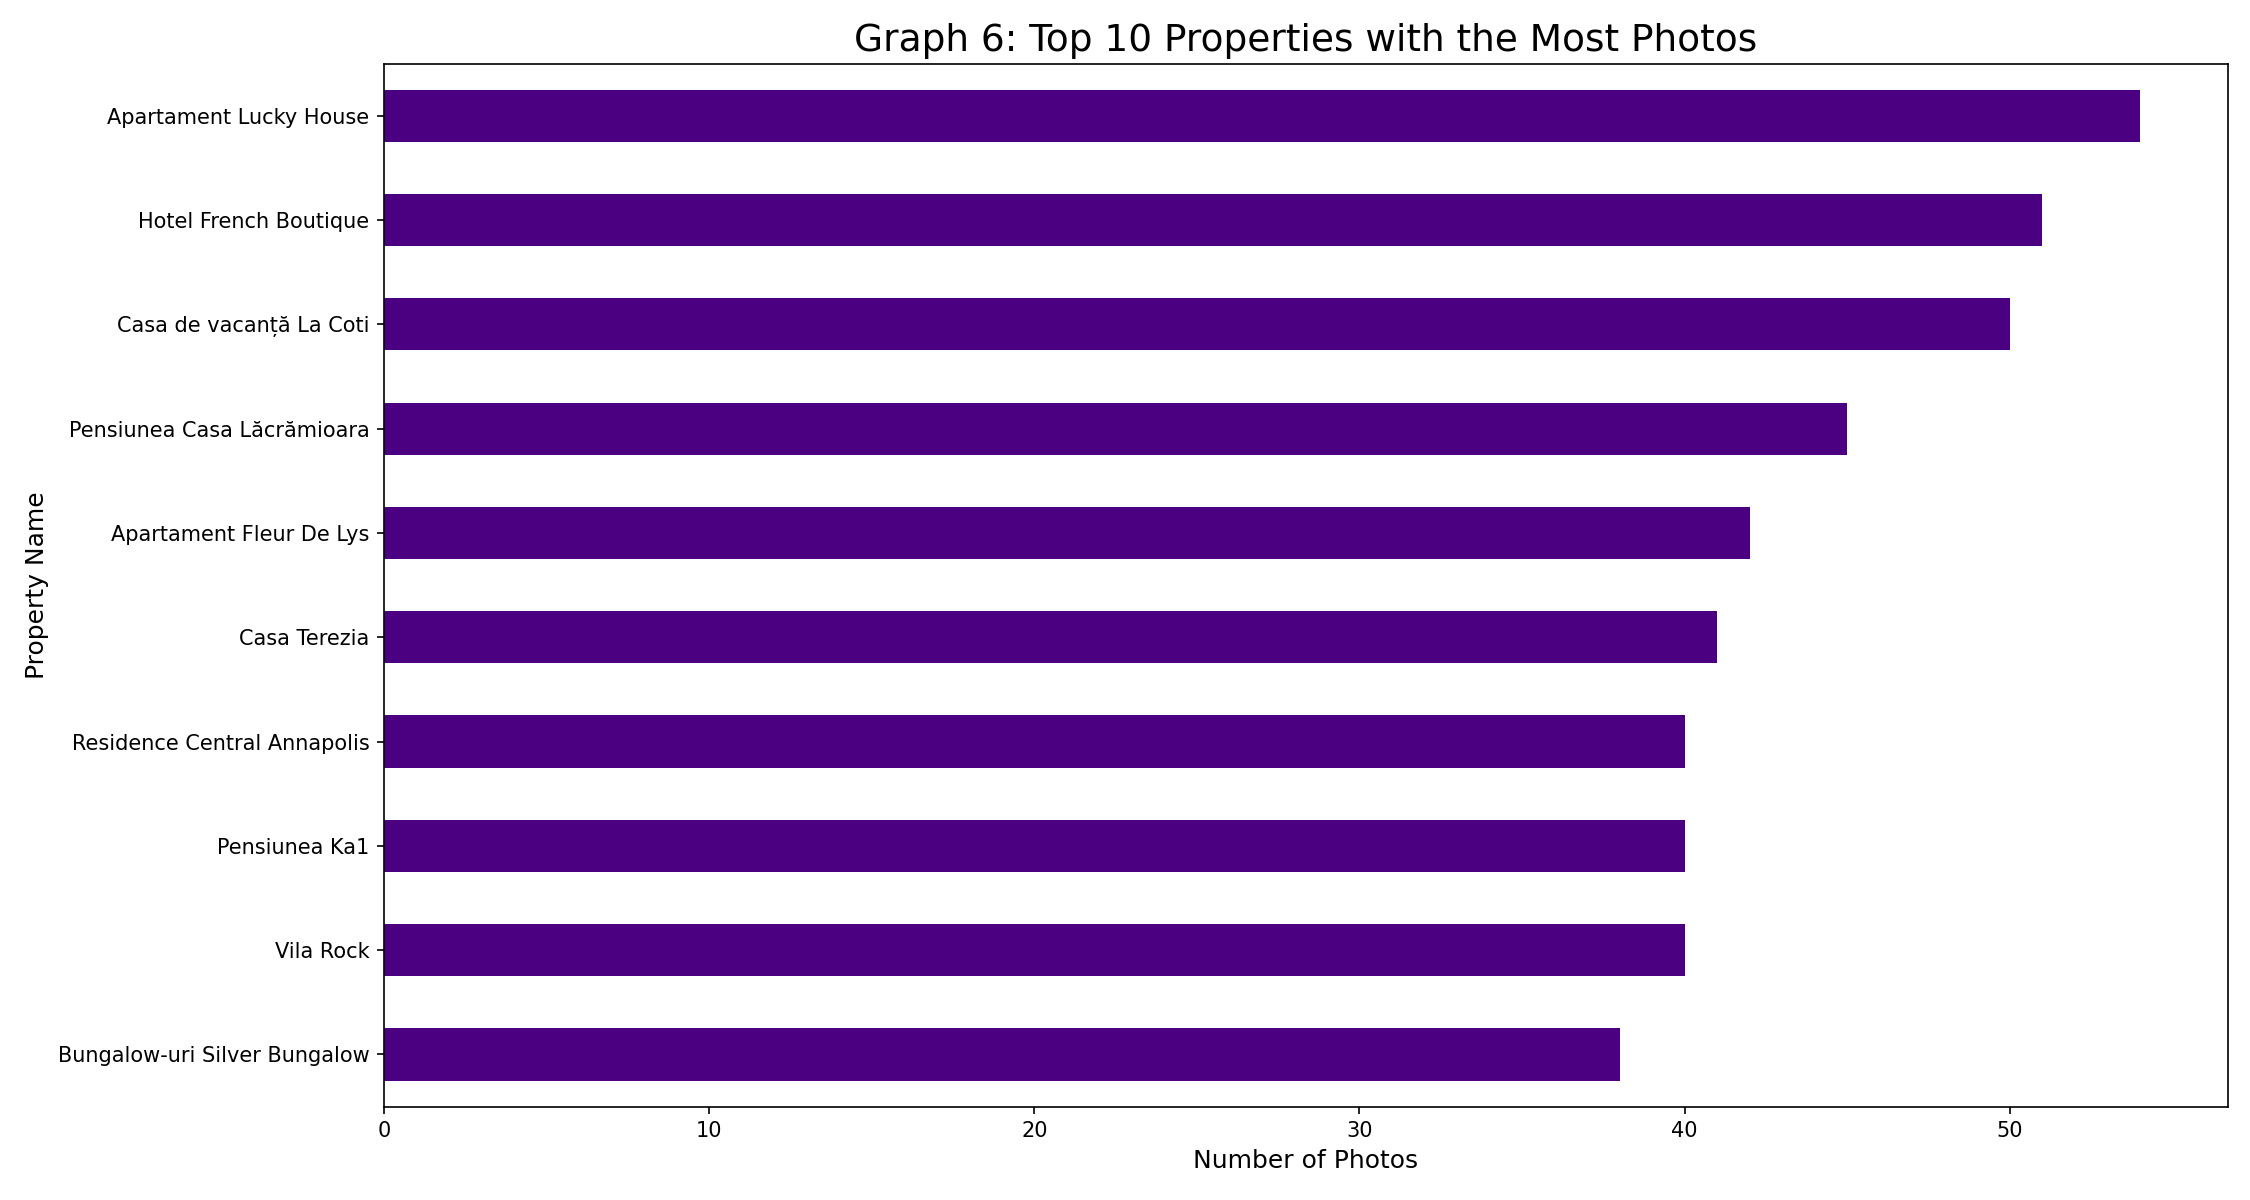 Graph 6: Top 10 Properties with the Most Photos
Property Name
Apartament Lucky House
Hotel French Boutique
Casa de vacanță La Coti
Pensiunea Casa Lăcrămioara
Apartament Fleur De Lys
Casa Terezia
Residence Central Annapolis
Pensiunea Ka1
Vila Rock
Bungalow-uri Silver Bungalow
0 10 20 30 40 50
Number of Photos